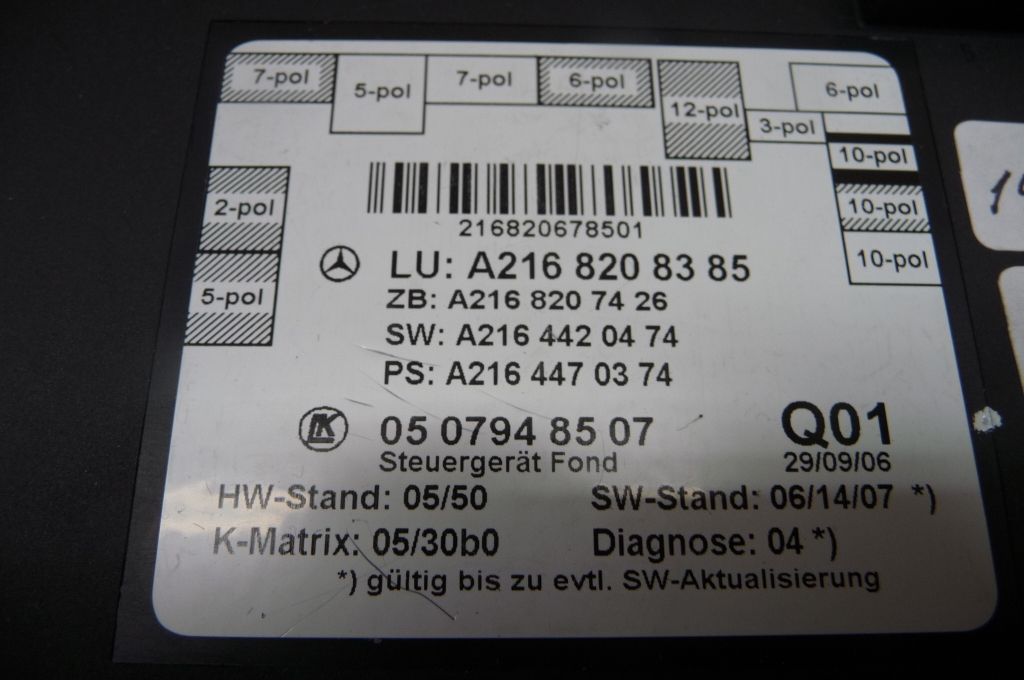 7-pol 5-pol 7-pol 6-pol 12-pol 3-pol 6-pol
10-pol
10-pol
10-pol
2-pol
5-pol
216820678501
LU: A216 820 83 85
ZB: A216 820 74 26
SW: A216 442 04 74
PS: A216 447 03 74
LK 05 0794 85 07 Q01
Steuergerät Fond 29/09/06
HW-Stand: 05/50 SW-Stand: 06/14/07 *)
K-Matrix: 05/30b0 Diagnose: 04 *)
*) gültig bis zu evtl. SW-Aktualisierung